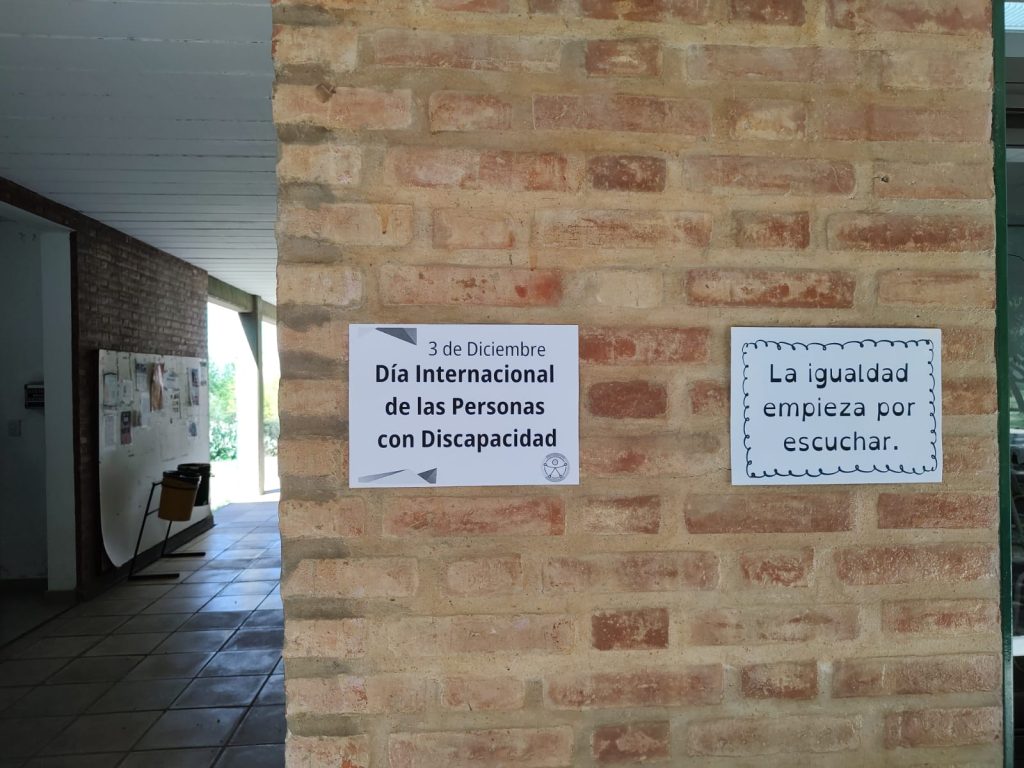 3 de Diciembre
Día Internacional
de las Personas
con Discapacidad
La igualdad
empieza por
escuchar.